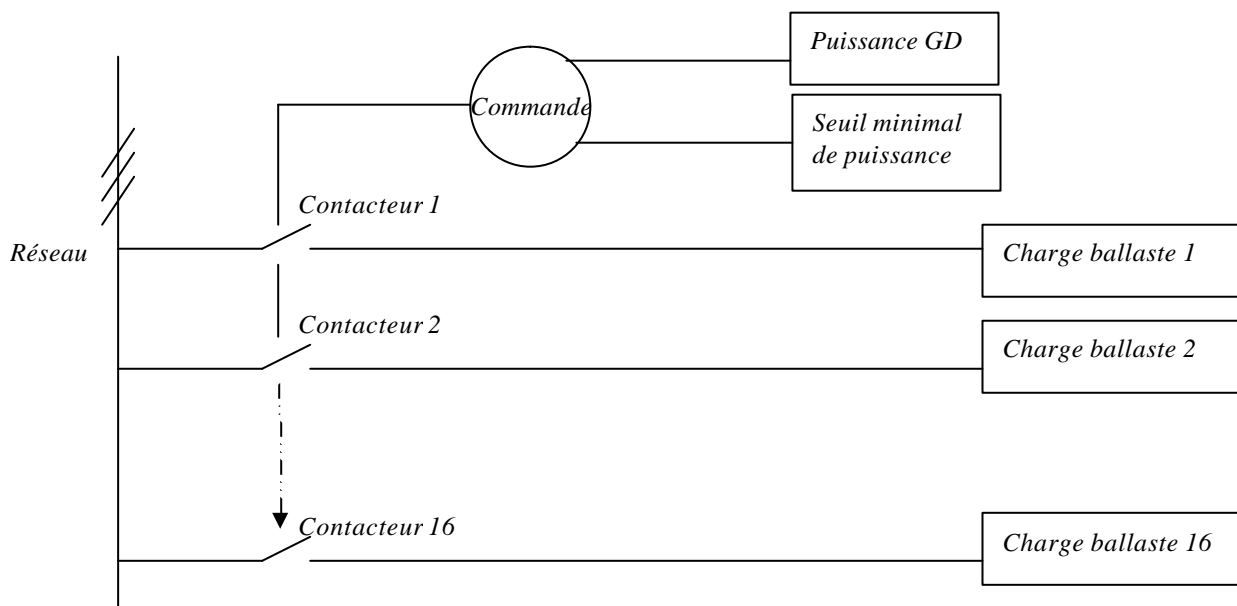 Puissance GD
Commande
Seuil minimal
de puissance
Contacteur 1
Réseau
Charge ballaste 1
Contacteur 2
Charge ballaste 2
Contacteur 16
Charge ballaste 16